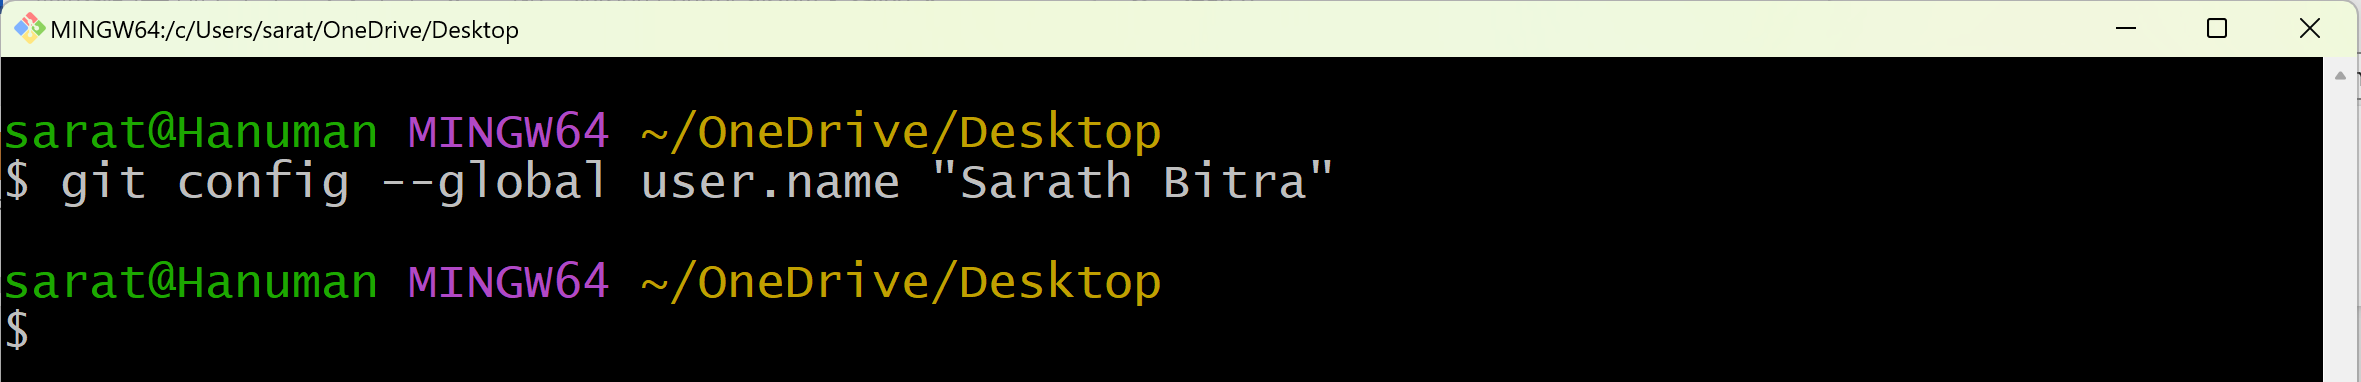 MINGW64:/c/Users/sarat/OneDrive/Desktop
sarat@Hanuman MINGW64 ~/OneDrive/Desktop
$ git config --global user.name "Sarath Bitra"
sarat@Hanuman MINGW64 ~/OneDrive/Desktop
$